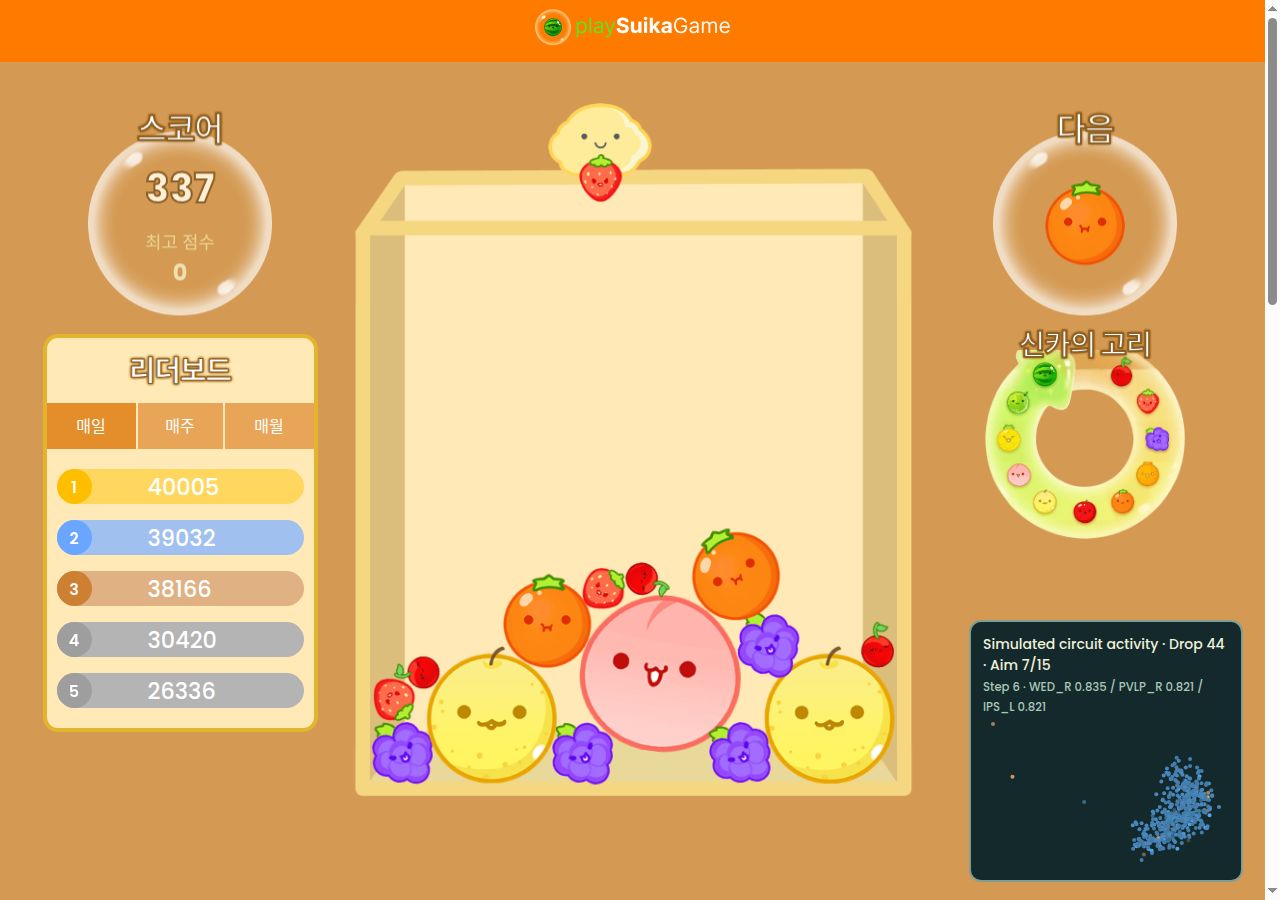 playSuikaGame
스코어
337
최고 점수
0
다음
리더보드
매일 매주 매월
1 40005
2 39032
3 38166
4 30420
5 26336
신카의 고리
Simulated circuit activity · Drop 44
· Aim 7/15
Step 6 · WED_R 0.835 / PVLP_R 0.821 /
IPS_L 0.821